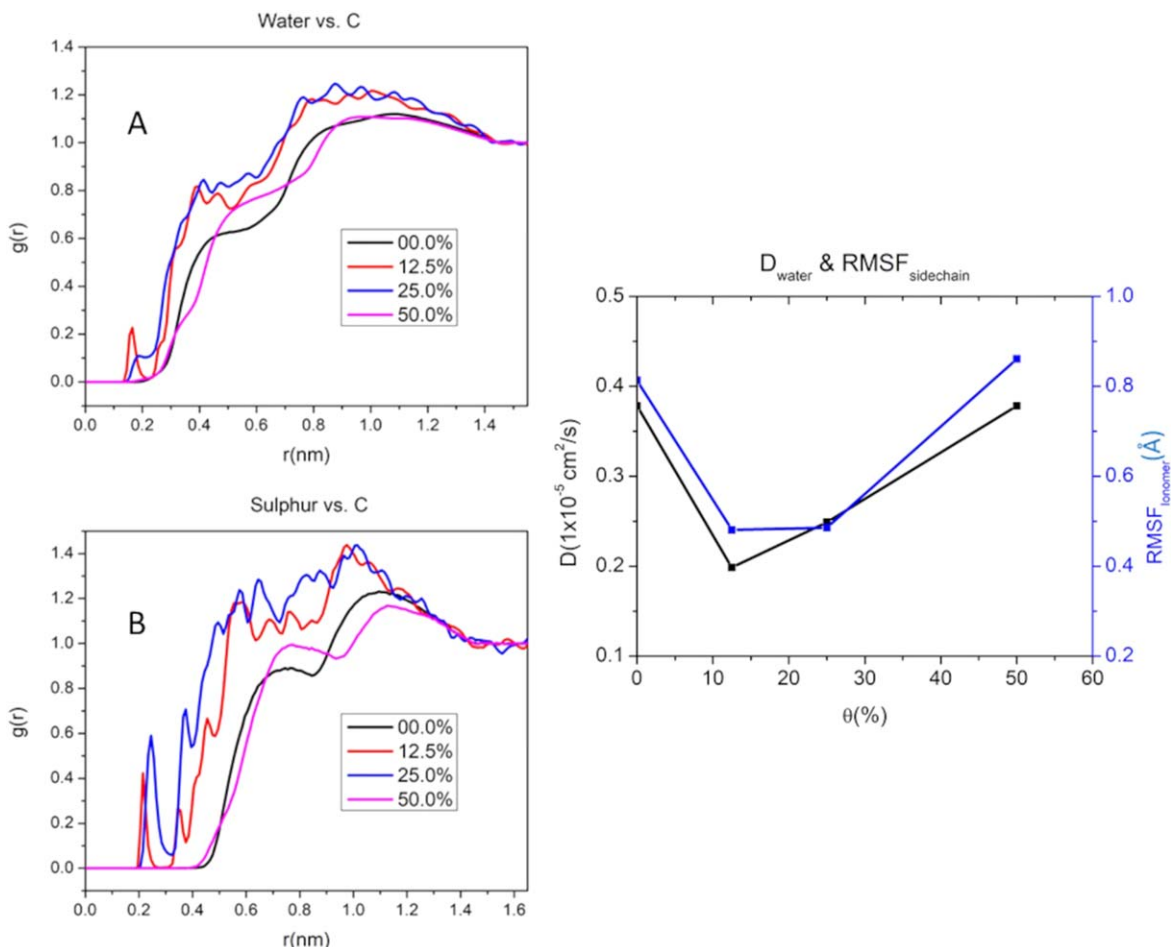 Water vs. C
A
g(r)
1.4
1.2
1.0
0.8
0.6
0.4
0.2
0.0
00.0%
12.5%
25.0%
50.0%
0.0 0.2 0.4 0.6 0.8 1.0 1.2 1.4
r(nm)
Sulphur vs. C
B
g(r)
1.4
1.2
1.0
0.8
0.6
0.4
0.2
0.0
00.0%
12.5%
25.0%
50.0%
0.0 0.2 0.4 0.6 0.8 1.0 1.2 1.4 1.6
r(nm)
D_water & RMSF_sidechain
D(1x10⁻⁵ cm²/s)
0.5
0.4
0.3
0.2
0.1
1.0
0.8
0.6
0.4
0.2
RMSF_Ionomer(Å)
0 10 20 30 40 50 60
θ(%)